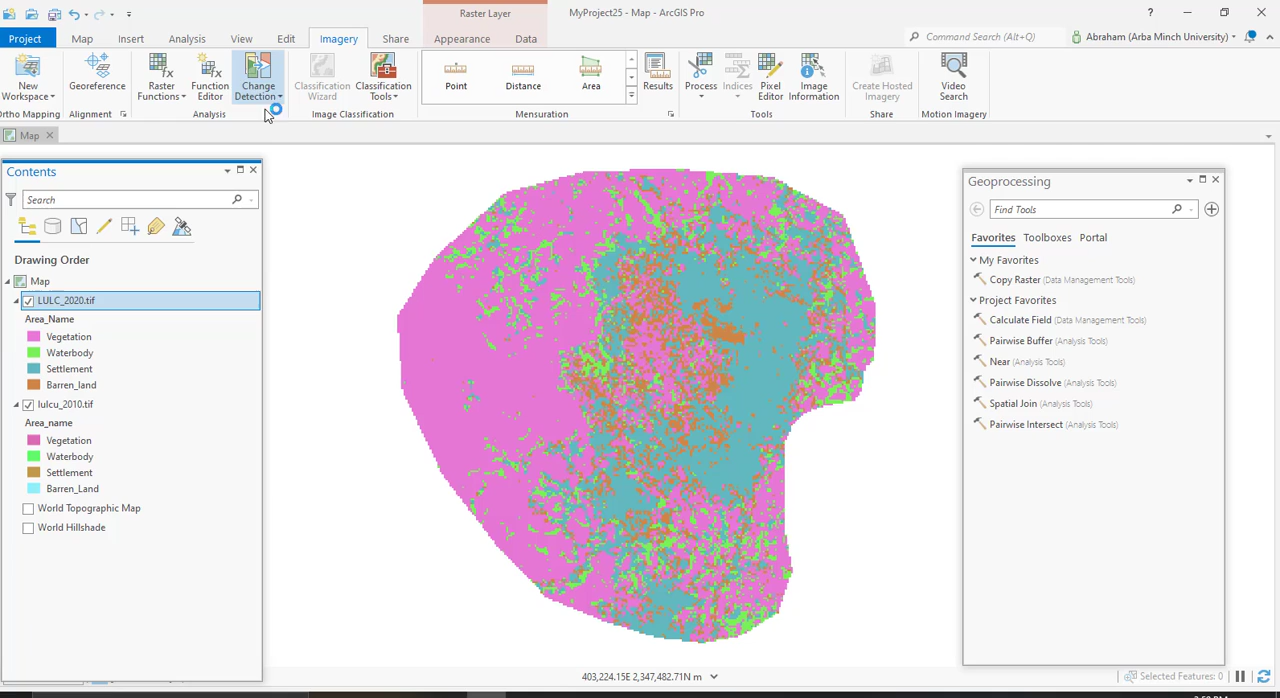 Raster Layer
MyProject25 - Map - ArcGIS Pro
?
Project Map Insert Analysis View Edit Imagery Share Appearance Data
Command Search (Alt+Q)
Abraham (Arba Minch University)
New Workspace
Georeference
Raster Functions
Function Editor
Change Detection
Classification Wizard
Classification Tools
Point
Distance
Area
Results
Process
Indices
Pixel Editor
Image Information
Create Hosted Imagery
Video Search
Ortho Mapping
Alignment
Analysis
Image Classification
Mensuration
Tools
Share
Motion Imagery
Map
Contents
Search
Drawing Order
Map
LULC_2020.tif
Area_Name
Vegetation
Waterbody
Settlement
Barren_land
lulcu_2010.tif
Area_name
Vegetation
Waterbody
Settlement
Barren_Land
World Topographic Map
World Hillshade
Geoprocessing
Find Tools
Favorites Toolboxes Portal
My Favorites
Copy Raster (Data Management Tools)
Project Favorites
Calculate Field (Data Management Tools)
Pairwise Buffer (Analysis Tools)
Near (Analysis Tools)
Pairwise Dissolve (Analysis Tools)
Spatial Join (Analysis Tools)
Pairwise Intersect (Analysis Tools)
403,224.15E 2,347,482.71N m
Selected Features: 0